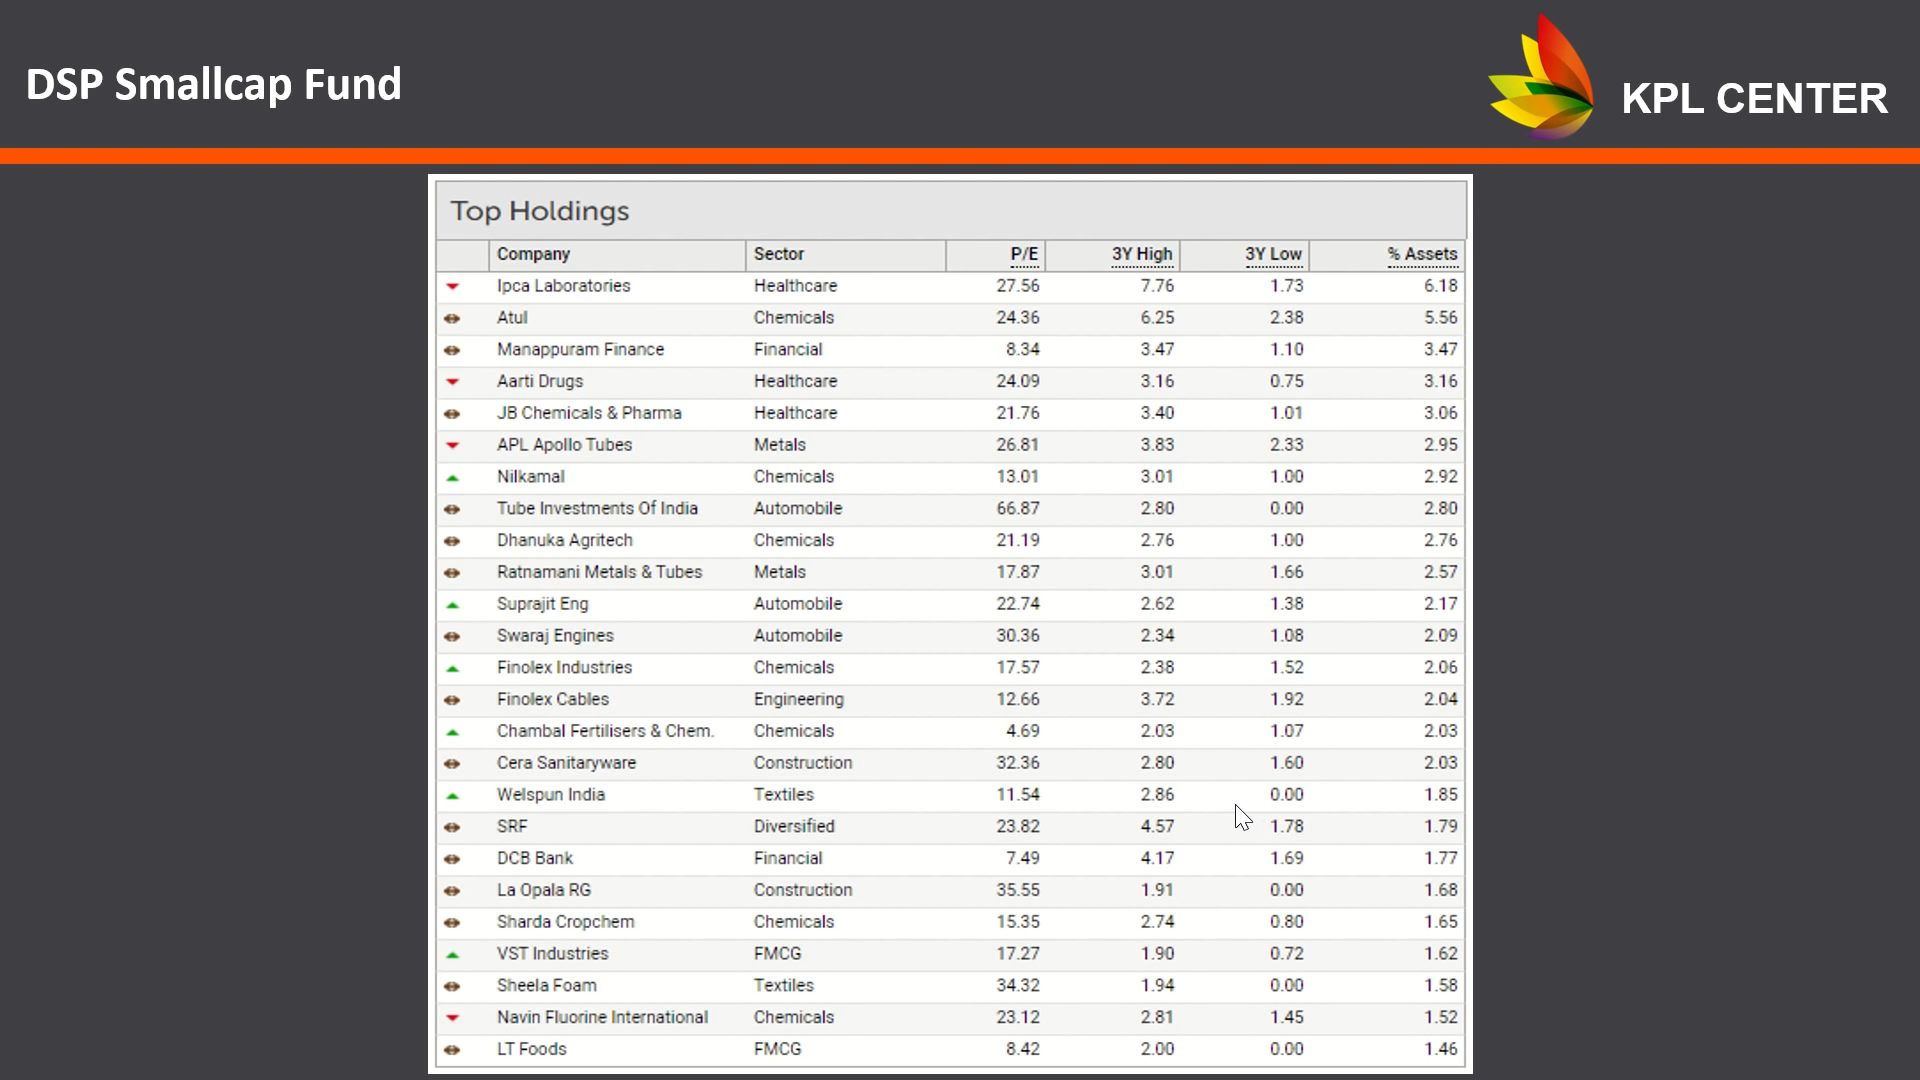 DSP Smallcap Fund
KPL CENTER
Top Holdings
Company Sector P/E 3Y High 3Y Low % Assets
Ipca Laboratories Healthcare 27.56 7.76 1.73 6.18
Atul Chemicals 24.36 6.25 2.38 5.56
Manappuram Finance Financial 8.34 3.47 1.10 3.47
Aarti Drugs Healthcare 24.09 3.16 0.75 3.16
JB Chemicals & Pharma Healthcare 21.76 3.40 1.01 3.06
APL Apollo Tubes Metals 26.81 3.83 2.33 2.95
Nilkamal Chemicals 13.01 3.01 1.00 2.92
Tube Investments Of India Automobile 66.87 2.80 0.00 2.80
Dhanuka Agritech Chemicals 21.19 2.76 1.00 2.76
Ratnamani Metals & Tubes Metals 17.87 3.01 1.66 2.57
Suprajit Eng Automobile 22.74 2.62 1.38 2.17
Swaraj Engines Automobile 30.36 2.34 1.08 2.09
Finolex Industries Chemicals 17.57 2.38 1.52 2.06
Finolex Cables Engineering 12.66 3.72 1.92 2.04
Chambal Fertilisers & Chem. Chemicals 4.69 2.03 1.07 2.03
Cera Sanitaryware Construction 32.36 2.80 1.60 2.03
Welspun India Textiles 11.54 2.86 0.00 1.85
SRF Diversified 23.82 4.57 1.78 1.79
DCB Bank Financial 7.49 4.17 1.69 1.77
La Opala RG Construction 35.55 1.91 0.00 1.68
Sharda Cropchem Chemicals 15.35 2.74 0.80 1.65
VST Industries FMCG 17.27 1.90 0.72 1.62
Sheela Foam Textiles 34.32 1.94 0.00 1.58
Navin Fluorine International Chemicals 23.12 2.81 1.45 1.52
LT Foods FMCG 8.42 2.00 0.00 1.46